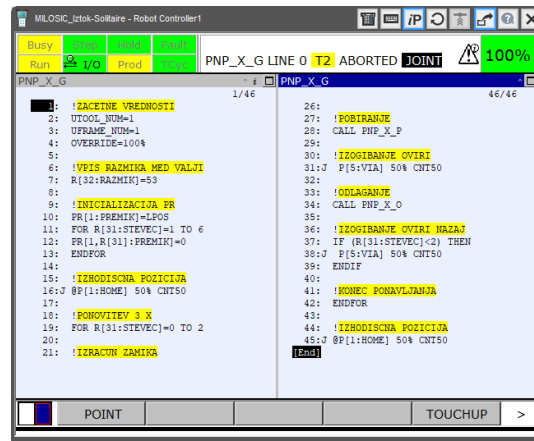 MILOSIC_Iztok-Solitaire - Robot Controller1
Busy Step Hold Fault
Run I/O Prod TCyc
PNP_X_G LINE 0 T2 ABORTED JOINT
100%
PNP_X_G
1/46
1: !ZACETNE VREDNOSTI
2: UTOOL_NUM=1
3: UFRAME_NUM=1
4: OVERRIDE=100%
5:
6: !VPIS RAZMIKA MED VALJI
7: R[32:RAZMIK]=53
8:
9: !INICIALIZACIJA PR
10: PR[1:PREMIK]=LPOS
11: FOR R[31:STEVEC]=1 TO 6
12: PR[1,R[31]:PREMIK]=0
13: ENDFOR
14:
15: !IZHODISCNA POZICIJA
16:J @P[1:HOME] 50% CNT50
17:
18: !PONOVITEV 3 X
19: FOR R[31:STEVEC]=0 TO 2
20:
21: !IZRACUN ZAMIKA
PNP_X_G
46/46
26:
27: !POBIRANJE
28: CALL PNP_X_P
29:
30: !IZOGIBANJE OVIRI
31:J P[5:VIA] 50% CNT50
32:
33: !ODLAGANJE
34: CALL PNP_X_O
35:
36: !IZOGIBANJE OVIRI NAZAJ
37: IF (R[31:STEVEC]<2) THEN
38:J P[5:VIA] 50% CNT50
39: ENDIF
40:
41: !KONEC PONAVLJANJA
42: ENDFOR
43:
44: !IZHODISCNA POZICIJA
45:J @P[1:HOME] 50% CNT50
[End]
POINT TOUCHUP >